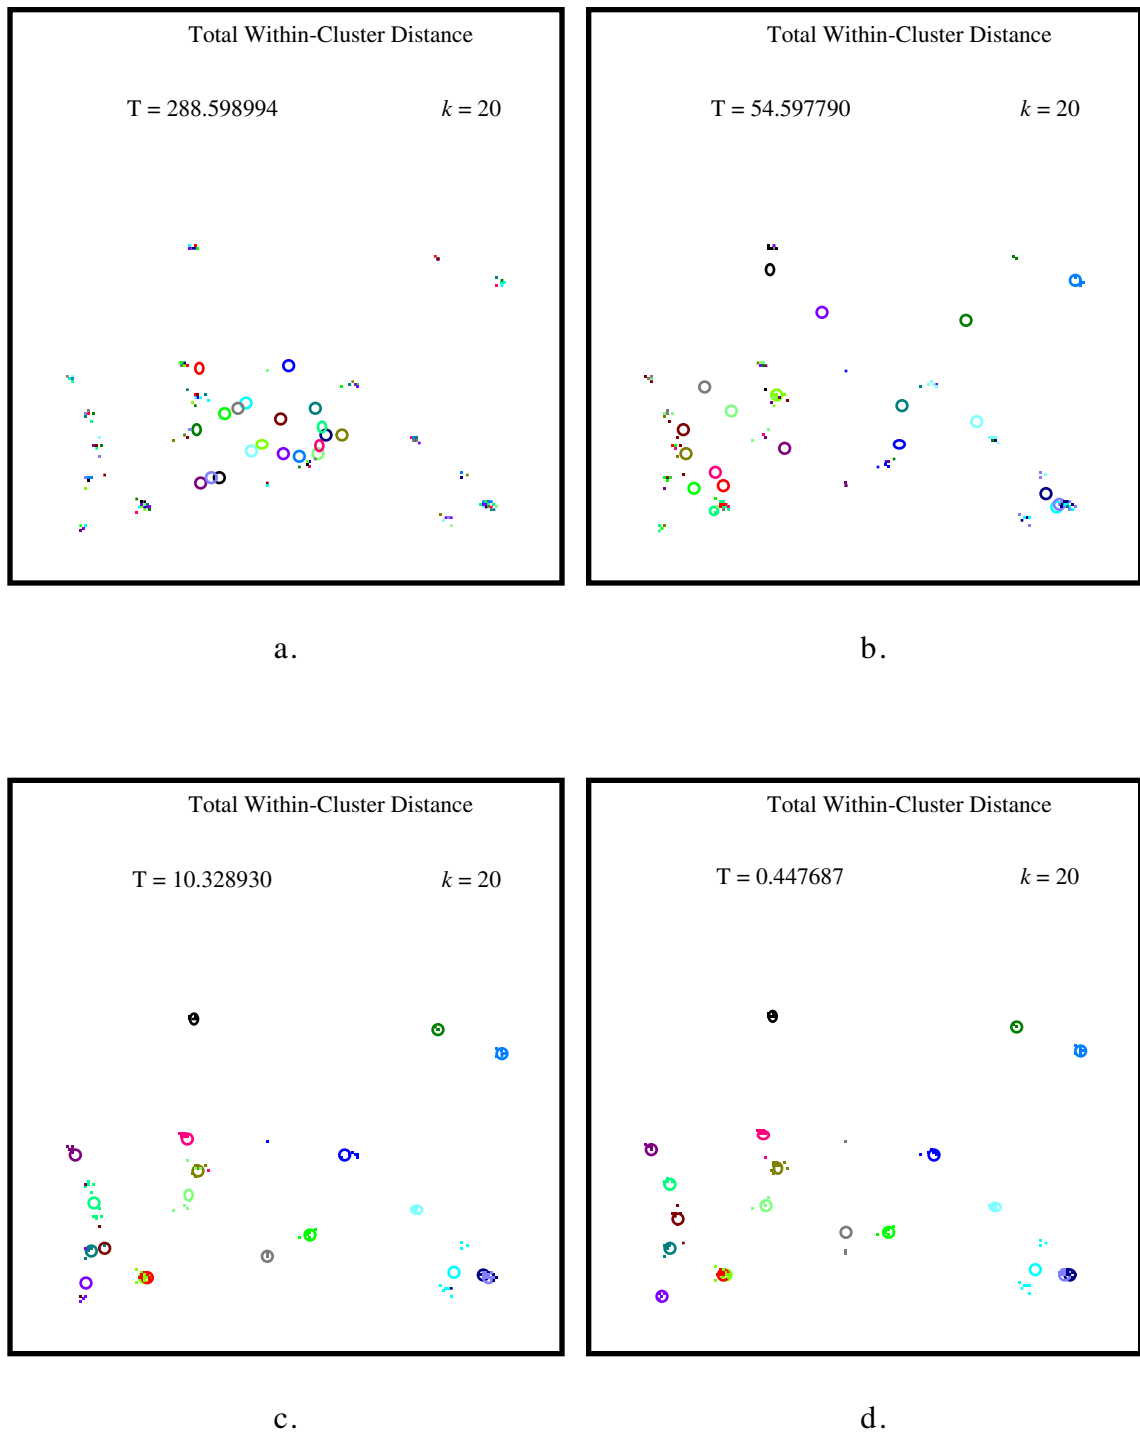 Total Within-Cluster Distance
T = 288.598994 k = 20
a.
Total Within-Cluster Distance
T = 54.597790 k = 20
b.
Total Within-Cluster Distance
T = 10.328930 k = 20
c.
Total Within-Cluster Distance
T = 0.447687 k = 20
d.